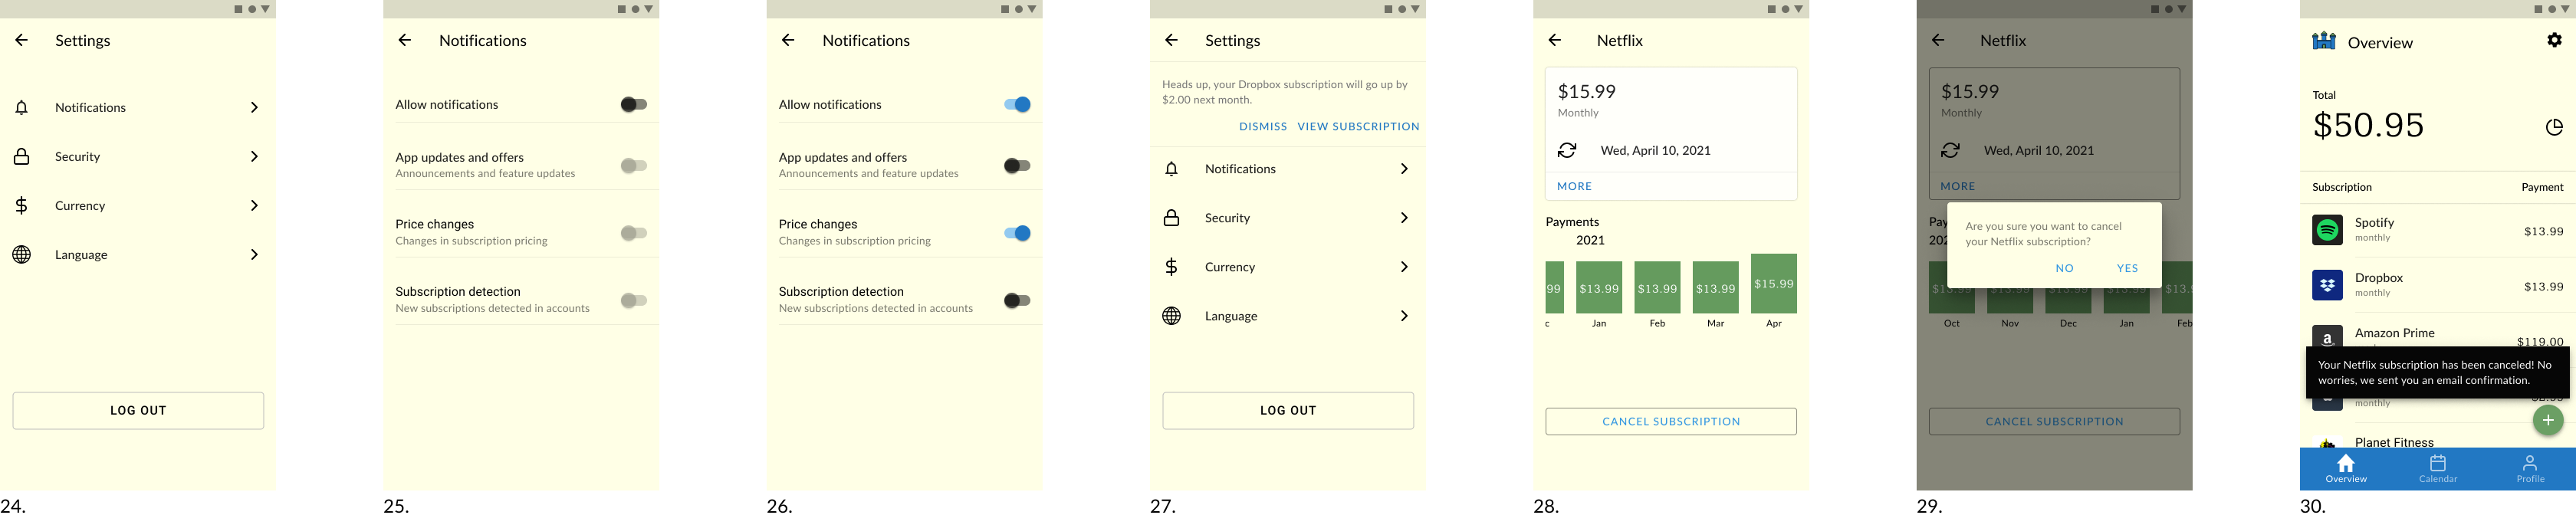 Settings
Notifications
Security
Currency
Language
LOG OUT
24.
Notifications
Allow notifications
App updates and offers
Announcements and feature updates
Price changes
Changes in subscription pricing
Subscription detection
New subscriptions detected in accounts
25.
Notifications
Allow notifications
App updates and offers
Announcements and feature updates
Price changes
Changes in subscription pricing
Subscription detection
New subscriptions detected in accounts
26.
Settings
Heads up, your Dropbox subscription will go up by
$2.00 next month.
DISMISS VIEW SUBSCRIPTION
Notifications
Security
Currency
Language
LOG OUT
27.
Netflix
$15.99
Monthly
Wed, April 10, 2021
MORE
Payments
2021
99 $13.99 $13.99 $13.99 $15.99
c Jan Feb Mar Apr
CANCEL SUBSCRIPTION
28.
Netflix
$15.99
Monthly
Wed, April 10, 2021
MORE
Pay
202
Are you sure you want to cancel
your Netflix subscription?
NO YES
Oct Nov Dec Jan Feb
CANCEL SUBSCRIPTION
29.
Overview
Total
$50.95
Subscription Payment
Spotify
monthly
$13.99
Dropbox
monthly
$13.99
Amazon Prime
$119.00
Your Netflix subscription has been canceled! No
worries, we sent you an email confirmation.
monthly
Planet Fitness
Overview Calendar Profile
30.